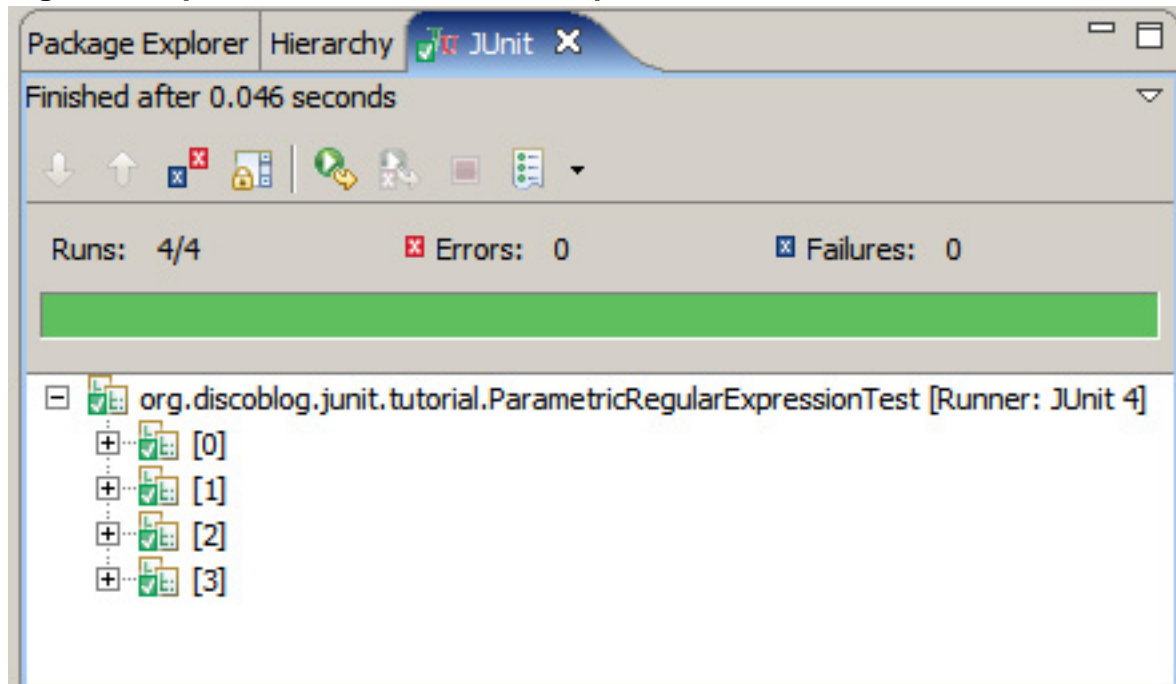 Package Explorer Hierarchy JUnit
Finished after 0.046 seconds
Runs: 4/4 Errors: 0 Failures: 0
org.discoblog.junit.tutorial.ParametricRegularExpressionTest [Runner: JUnit 4]
[0]
[1]
[2]
[3]